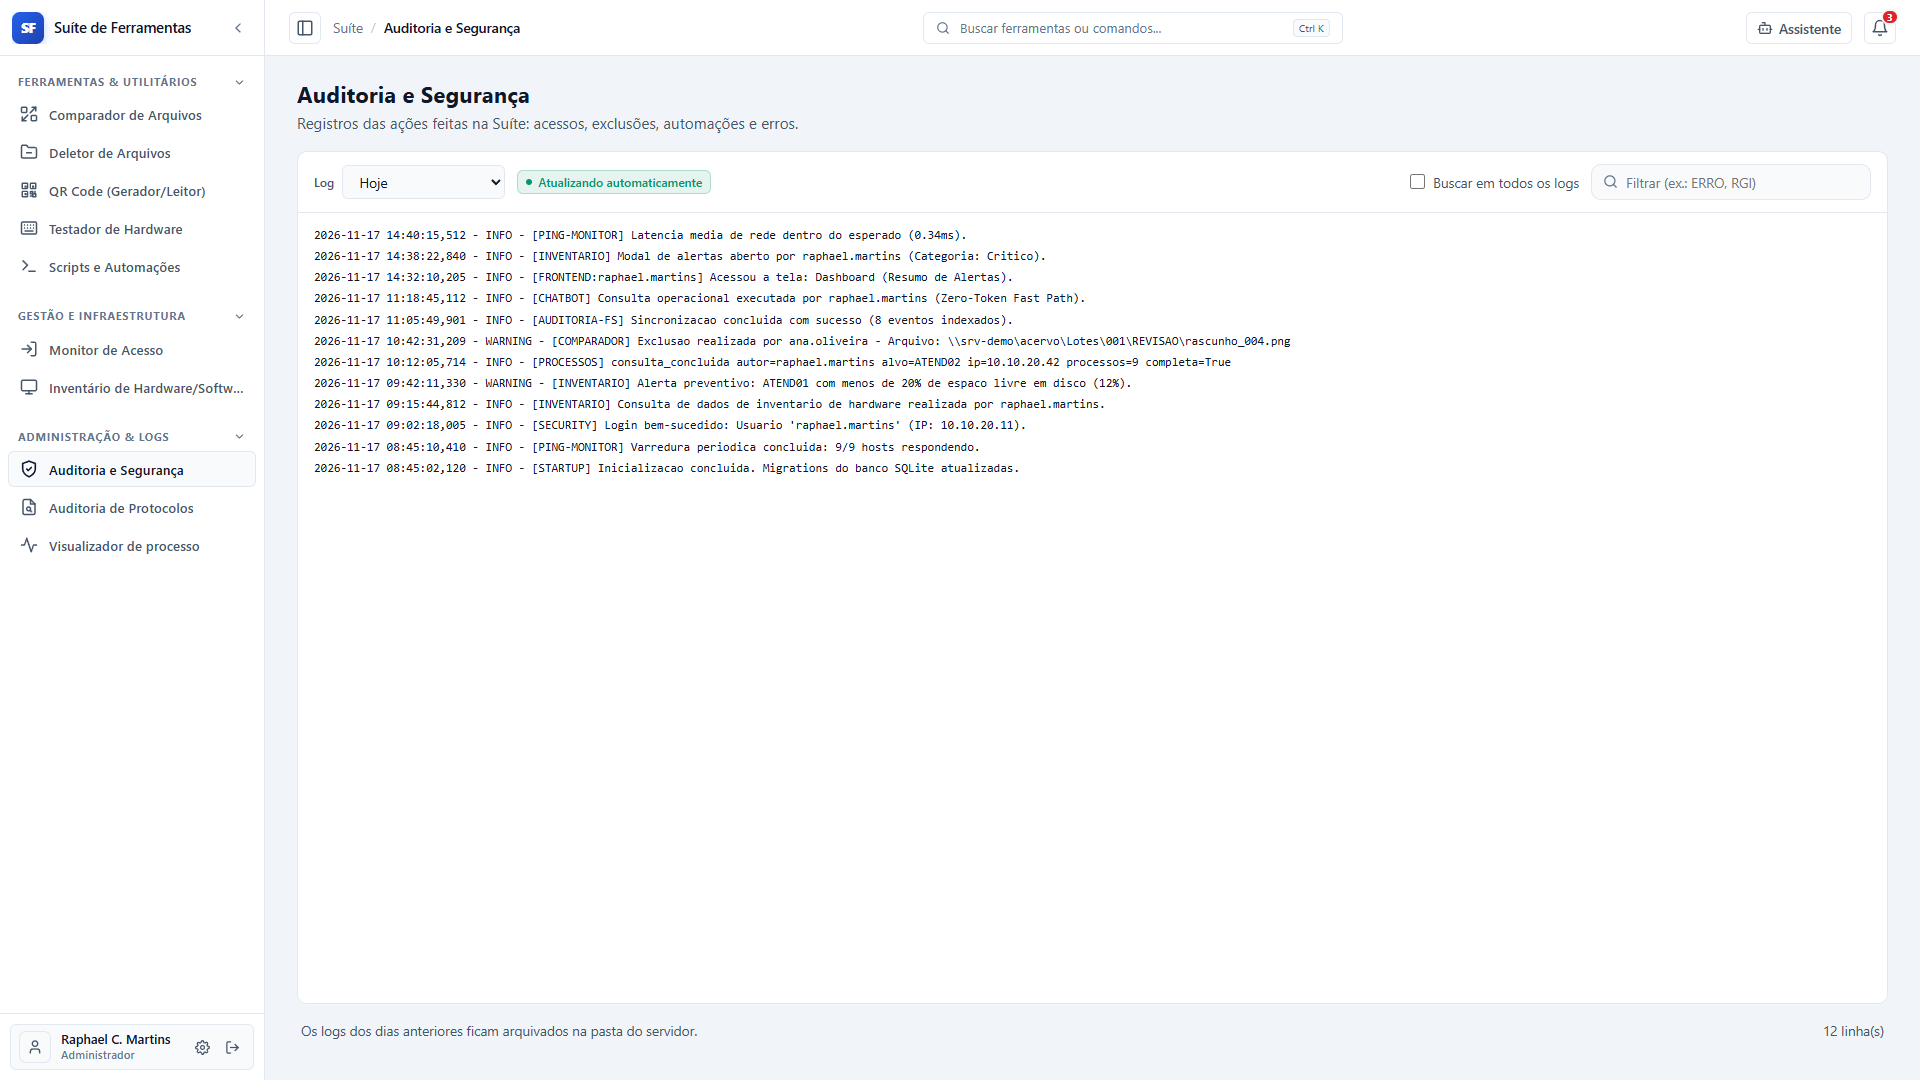 SF Suíte de Ferramentas
FERRAMENTAS & UTILITÁRIOS
Comparador de Arquivos
Deletor de Arquivos
QR Code (Gerador/Leitor)
Testador de Hardware
Scripts e Automações
GESTÃO E INFRAESTRUTURA
Monitor de Acesso
Inventário de Hardware/Softw...
ADMINISTRAÇÃO & LOGS
Auditoria e Segurança
Auditoria de Protocolos
Visualizador de processo
Raphael C. Martins
Administrador
Suíte / Auditoria e Segurança
Buscar ferramentas ou comandos... Ctrl K
Assistente
3
Auditoria e Segurança
Registros das ações feitas na Suíte: acessos, exclusões, automações e erros.
Log Hoje Atualizando automaticamente
Buscar em todos os logs Filtrar (ex.: ERRO, RGI)
2026-11-17 14:40:15,512 - INFO - [PING-MONITOR] Latencia media de rede dentro do esperado (0.34ms).
2026-11-17 14:38:22,840 - INFO - [INVENTARIO] Modal de alertas aberto por raphael.martins (Categoria: Critico).
2026-11-17 14:32:10,205 - INFO - [FRONTEND:raphael.martins] Acessou a tela: Dashboard (Resumo de Alertas).
2026-11-17 11:18:45,112 - INFO - [CHATBOT] Consulta operacional executada por raphael.martins (Zero-Token Fast Path).
2026-11-17 11:05:49,901 - INFO - [AUDITORIA-FS] Sincronizacao concluida com sucesso (8 eventos indexados).
2026-11-17 10:42:31,209 - WARNING - [COMPARADOR] Exclusao realizada por ana.oliveira - Arquivo: \\srv-demo\acervo\Lotes\001\REVISAO\rascunho_004.png
2026-11-17 10:12:05,714 - INFO - [PROCESSOS] consulta_concluida autor=raphael.martins alvo=ATEND02 ip=10.10.20.42 processos=9 completa=True
2026-11-17 09:42:11,330 - WARNING - [INVENTARIO] Alerta preventivo: ATEND01 com menos de 20% de espaco livre em disco (12%).
2026-11-17 09:15:44,812 - INFO - [INVENTARIO] Consulta de dados de inventario de hardware realizada por raphael.martins.
2026-11-17 09:02:18,005 - INFO - [SECURITY] Login bem-sucedido: Usuario 'raphael.martins' (IP: 10.10.20.11).
2026-11-17 08:45:10,410 - INFO - [PING-MONITOR] Varredura periodica concluida: 9/9 hosts respondendo.
2026-11-17 08:45:02,120 - INFO - [STARTUP] Inicializacao concluida. Migrations do banco SQLite atualizadas.
Os logs dos dias anteriores ficam arquivados na pasta do servidor.
12 linha(s)